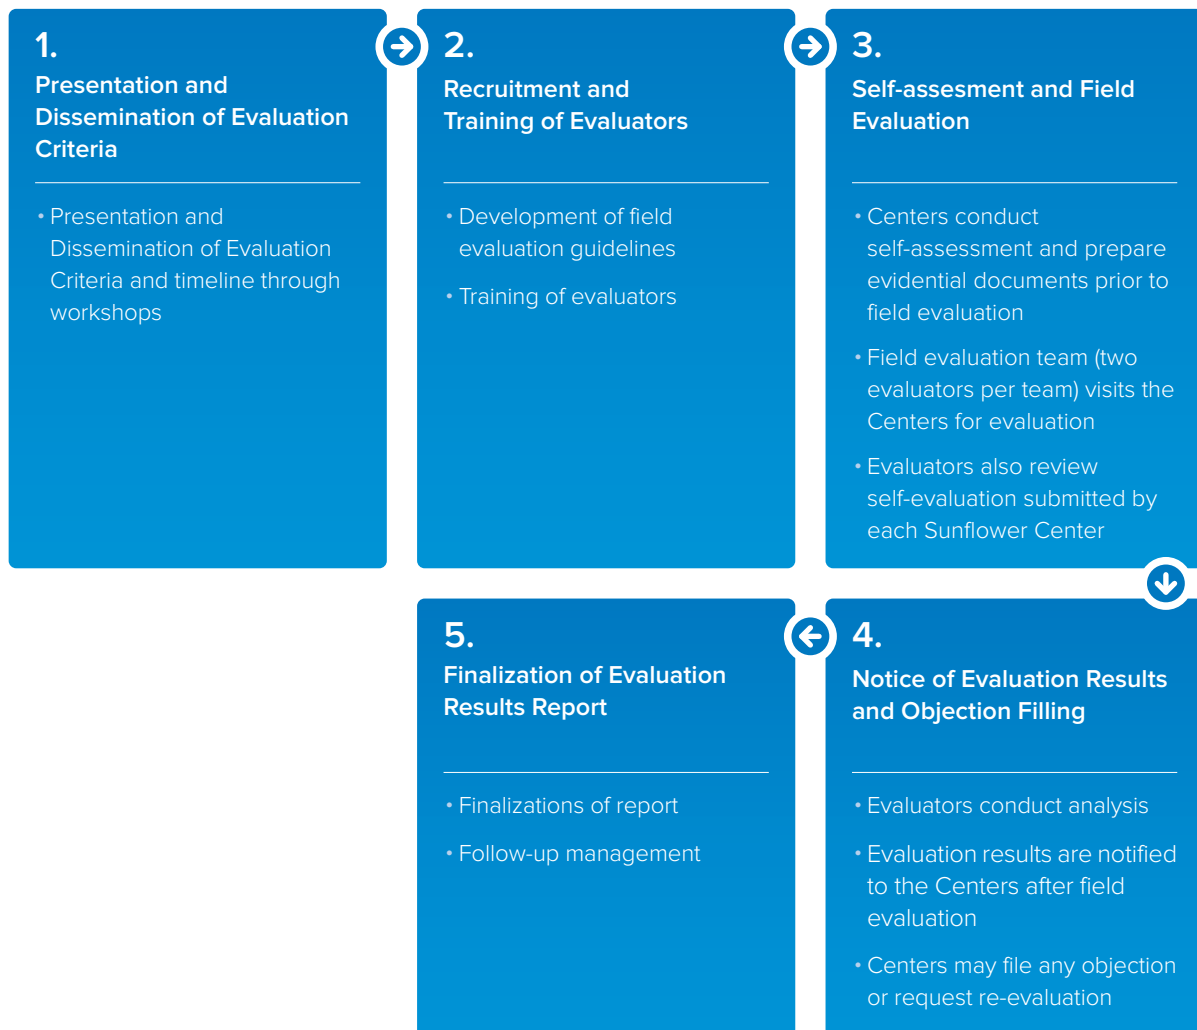 1.
Presentation and
Dissemination of Evaluation
Criteria
• Presentation and
Dissemination of Evaluation
Criteria and timeline through
workshops
2.
Recruitment and
Training of Evaluators
• Development of field
evaluation guidelines
• Training of evaluators
3.
Self-assesment and Field
Evaluation
• Centers conduct
self-assessment and prepare
evidential documents prior to
field evaluation
• Field evaluation team (two
evaluators per team) visits the
Centers for evaluation
• Evaluators also review
self-evaluation submitted by
each Sunflower Center
4.
Notice of Evaluation Results
and Objection Filling
• Evaluators conduct analysis
• Evaluation results are notified
to the Centers after field
evaluation
• Centers may file any objection
or request re-evaluation
5.
Finalization of Evaluation
Results Report
• Finalizations of report
• Follow-up management